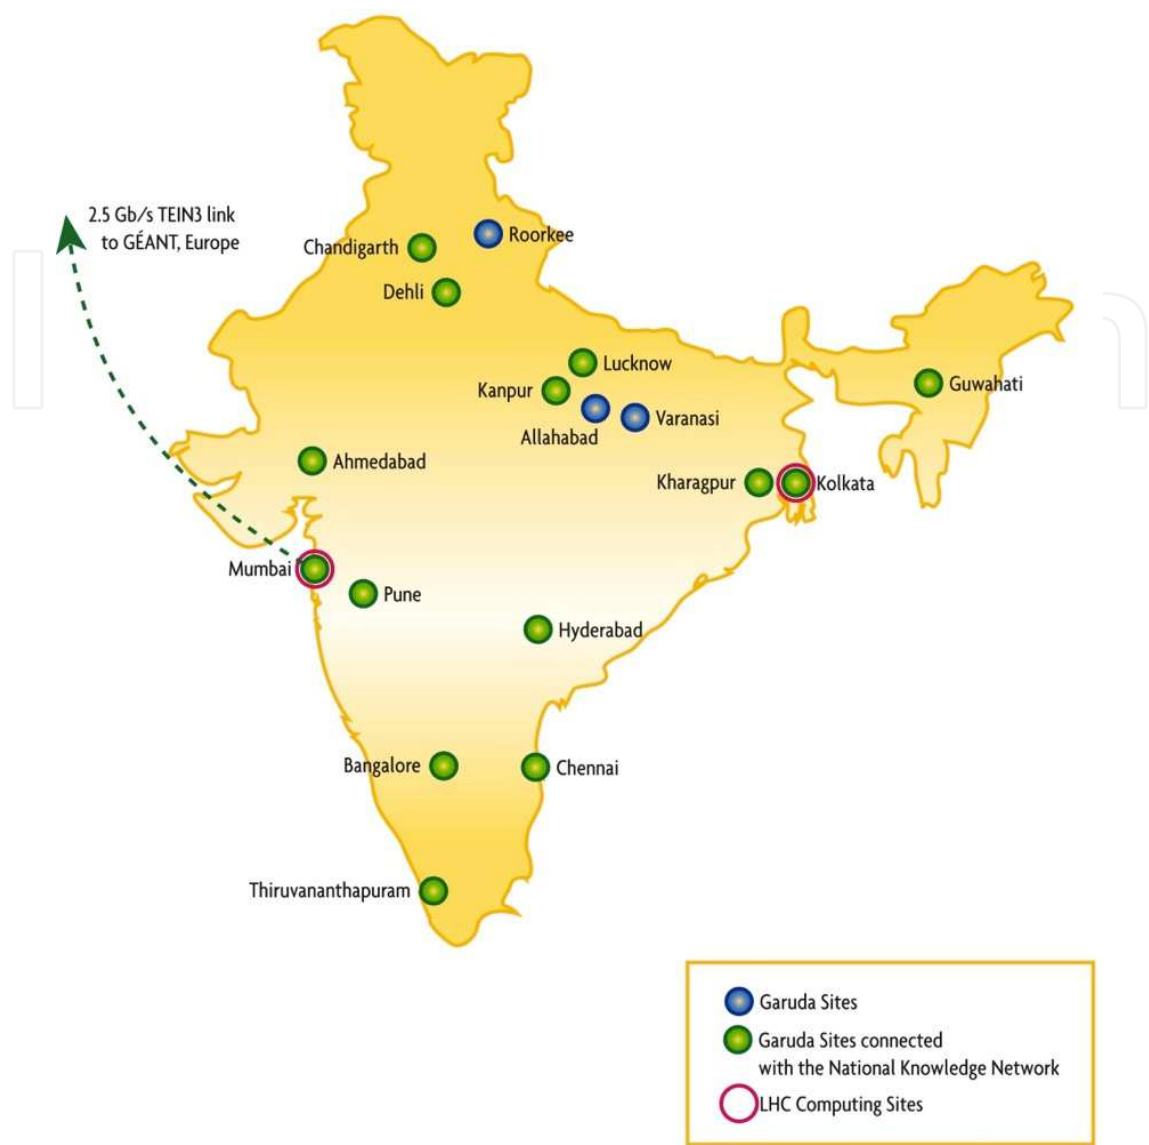 2.5 Gb/s TEIN3 link
to GÉANT, Europe
Roorkee
Chandigarth
Dehli
Lucknow
Kanpur
Guwahati
Allahabad
Varanasi
Ahmedabad
Kharagpur
Kolkata
Mumbai
Pune
Hyderabad
Bangalore
Chennai
Thiruvananthapuram
Garuda Sites
Garuda Sites connected
with the National Knowledge Network
LHC Computing Sites